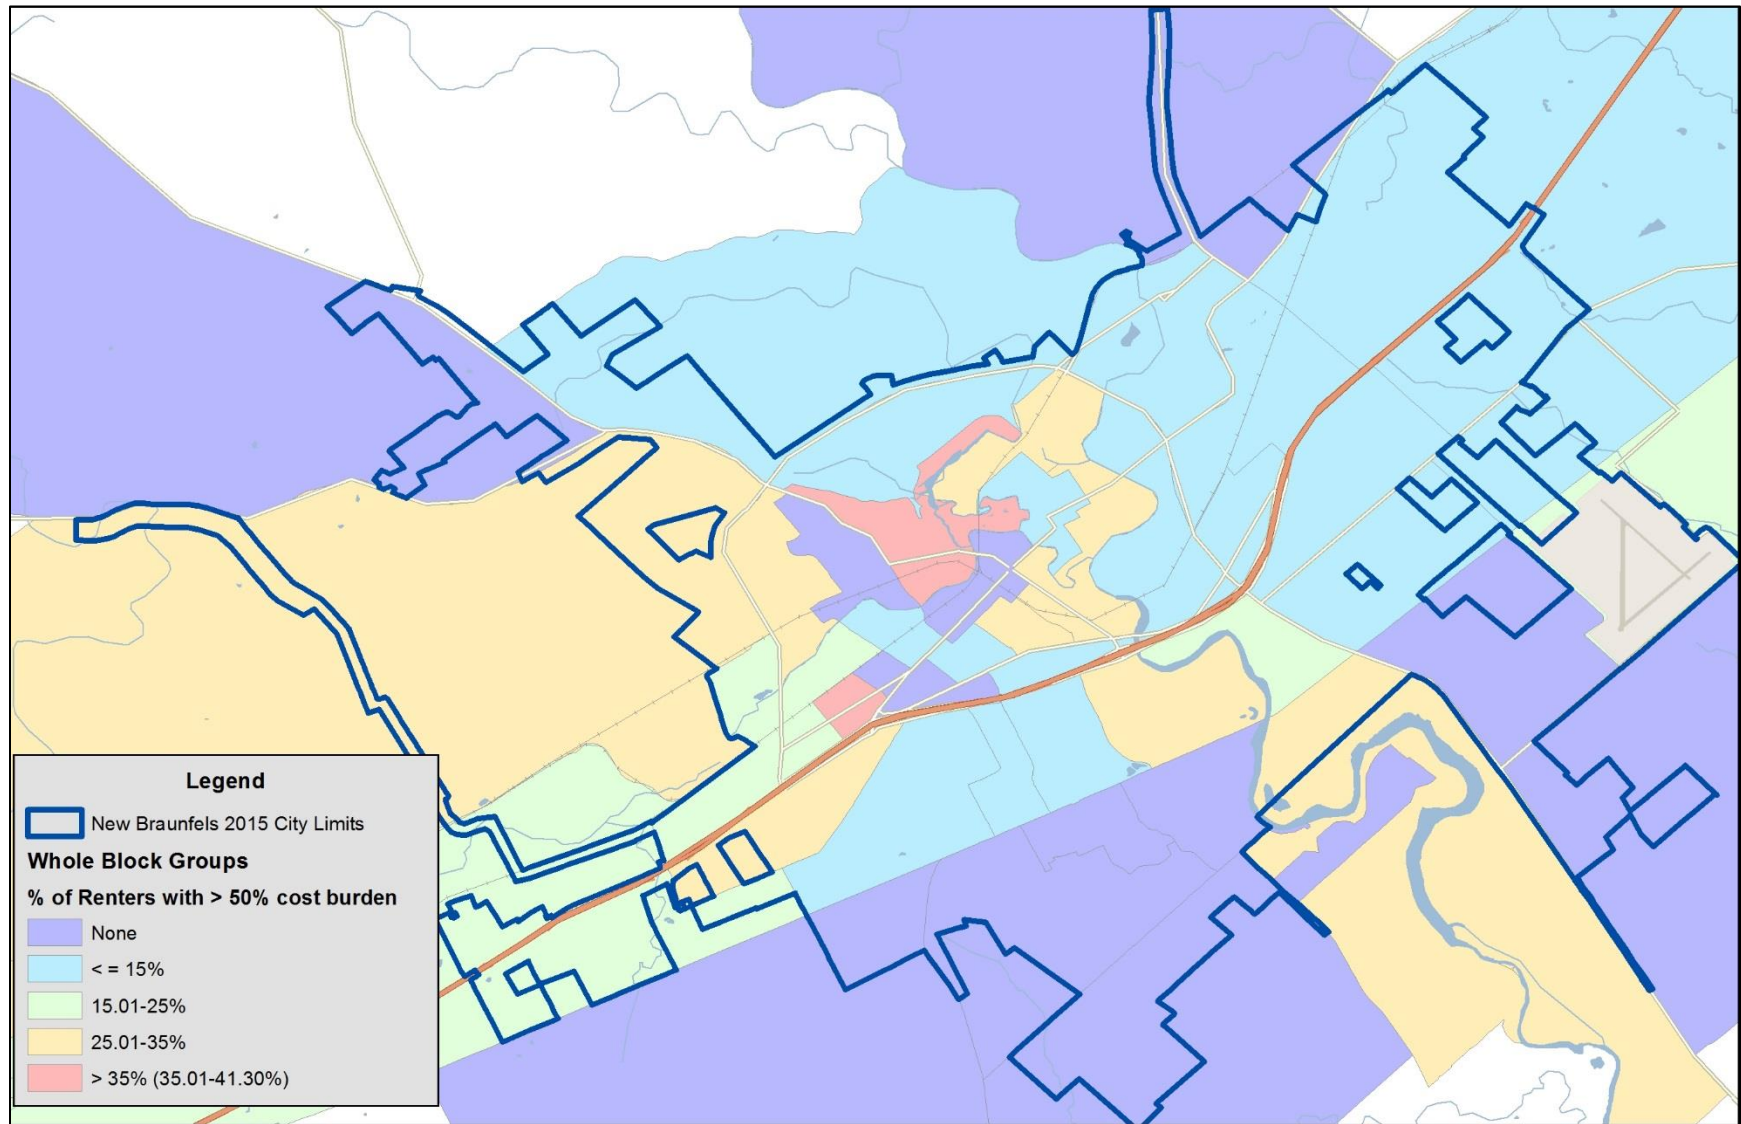 Legend
New Braunfels 2015 City Limits
Whole Block Groups
% of Renters with > 50% cost burden
None
< = 15%
15.01-25%
25.01-35%
> 35% (35.01-41.30%)